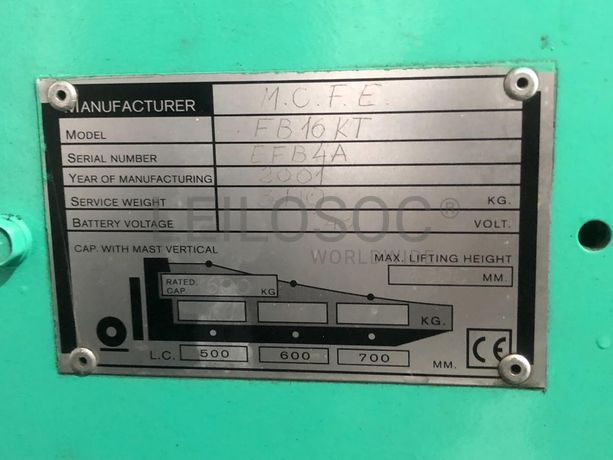 MANUFACTURER M.C.F.E.
MODEL FB16KT
SERIAL NUMBER EFB4A
YEAR OF MANUFACTURING 2001
SERVICE WEIGHT KG.
BATTERY VOLTAGE VOLT.
EILOSOC®
WORLDWIDE
CAP. WITH MAST VERTICAL
MAX. LIFTING HEIGHT
MM.
RATED CAP. 1600 KG
KG.
L.C. 500 600 700 MM.
CE